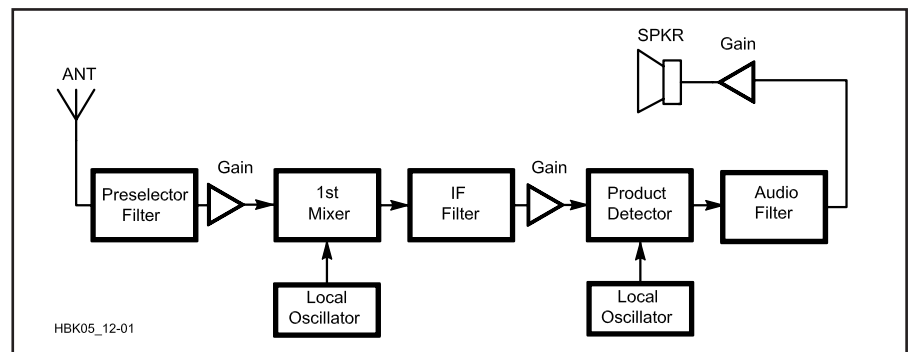 SPKR
Gain
ANT
Gain
Gain
Preselector
Filter
1st
Mixer
IF
Filter
Product
Detector
Audio
Filter
Local
Oscillator
Local
Oscillator
HBK05_12-01